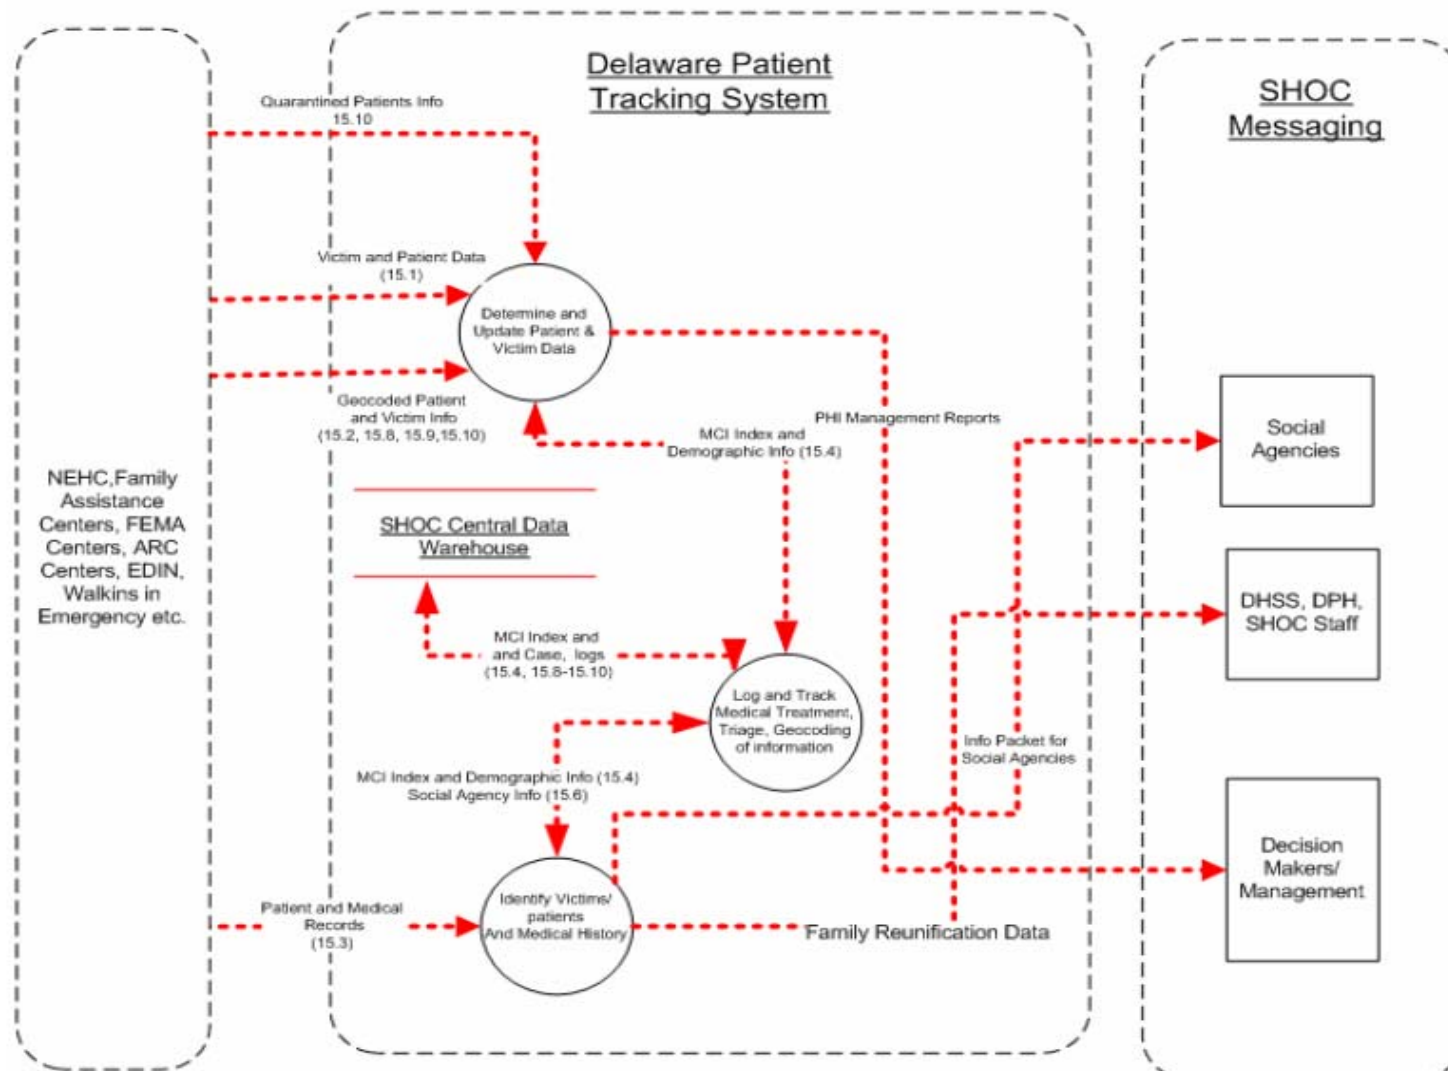 Delaware Patient
Tracking System
SHOC
Messaging
Quarantined Patients Info
15.10
Victim and Patient Data
(15.1)
Determine and
Update Patient &
Victim Data
Geocoded Patient
and Victim Info
(15.2, 15.8, 15.9,15.10)
PHI Management Reports
MCI Index and
Demographic Info (15.4)
Social
Agencies
NEHC,Family
Assistance
Centers, FEMA
Centers, ARC
Centers, EDIN,
Walkins in
Emergency etc.
SHOC Central Data
Warehouse
DHSS, DPH,
SHOC Staff
MCI Index and
and Case, logs
(15.4, 15.8-15.10)
Log and Track
Medical Treatment,
Triage, Geocoding
of information
Info Packet for
Social Agencies
MCI Index and Demographic Info (15.4)
Social Agency Info (15.6)
Decision
Makers/
Management
Patient and Medical
Records
(15.3)
Identify Victims/
patients
And Medical History
Family Reunification Data